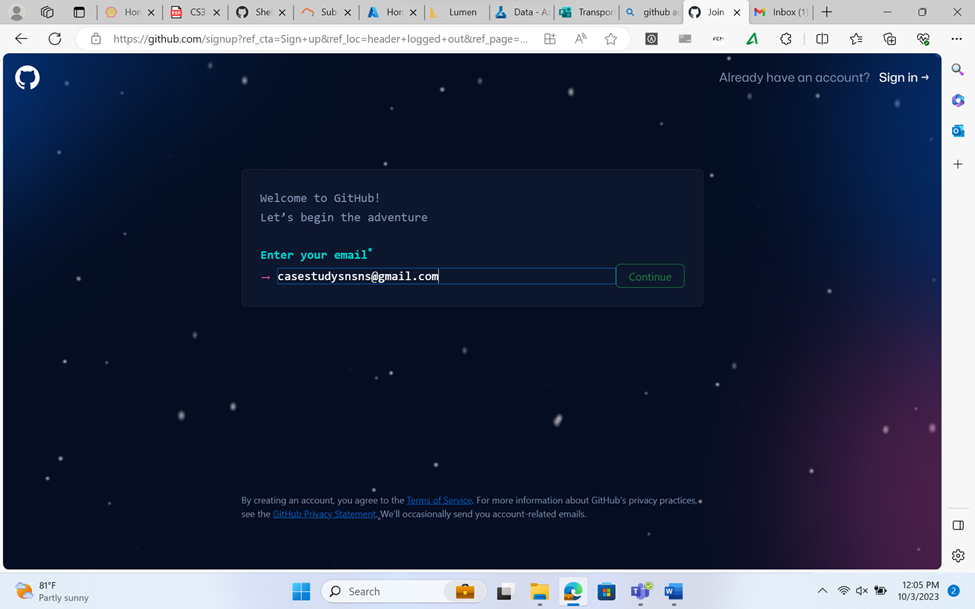 Hor
CS3
She
Sub
Hor
Lumen
Data - A
Transpor
github a
Join
Inbox (1)
https://github.com/signup?ref_cta=Sign+up&ref_loc=header+logged+out&ref_page=...
Already have an account? Sign in →
Welcome to GitHub!
Let's begin the adventure
Enter your email*
→ casestudysnsns@gmail.com Continue
By creating an account, you agree to the Terms of Service. For more information about GitHub's privacy practices,
see the GitHub Privacy Statement. We'll occasionally send you account-related emails.
81°F
Partly sunny
Search
12:05 PM
10/3/2023
2